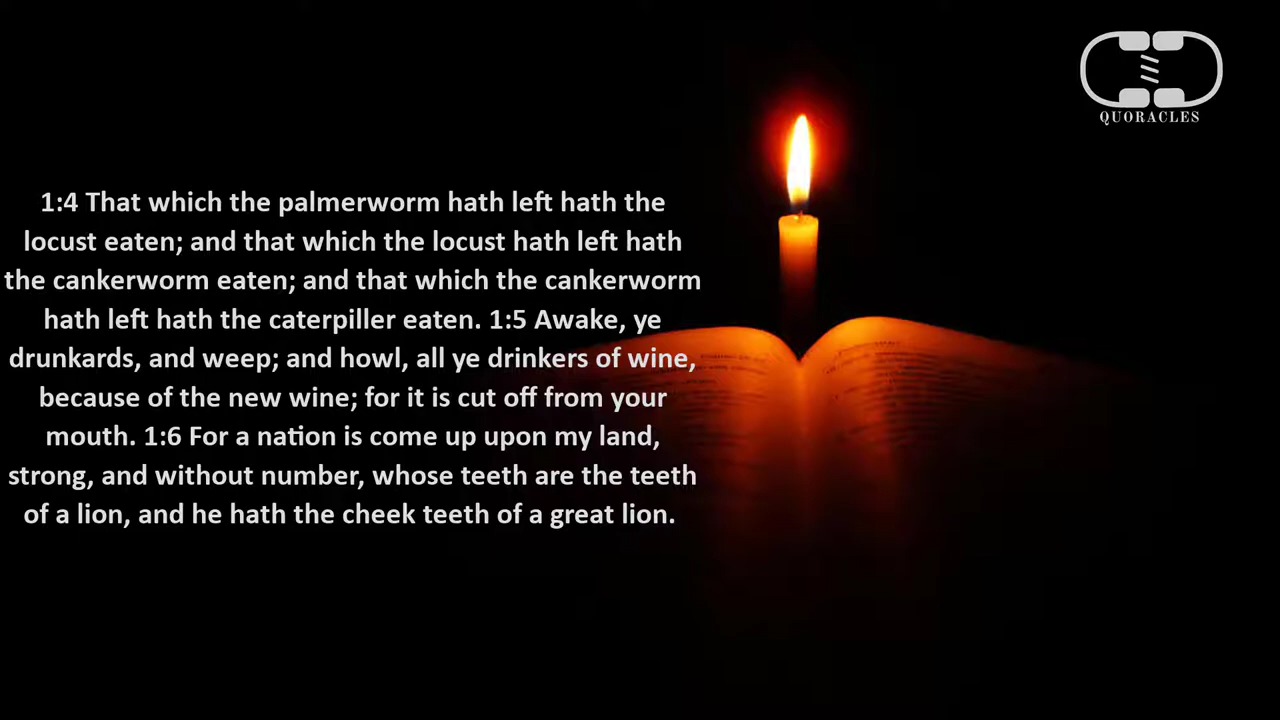 QUORACLES
1:4 That which the palmerworm hath left hath the
locust eaten; and that which the locust hath left hath
the cankerworm eaten; and that which the cankerworm
hath left hath the caterpiller eaten. 1:5 Awake, ye
drunkards, and weep; and howl, all ye drinkers of wine,
because of the new wine; for it is cut off from your
mouth. 1:6 For a nation is come up upon my land,
strong, and without number, whose teeth are the teeth
of a lion, and he hath the cheek teeth of a great lion.